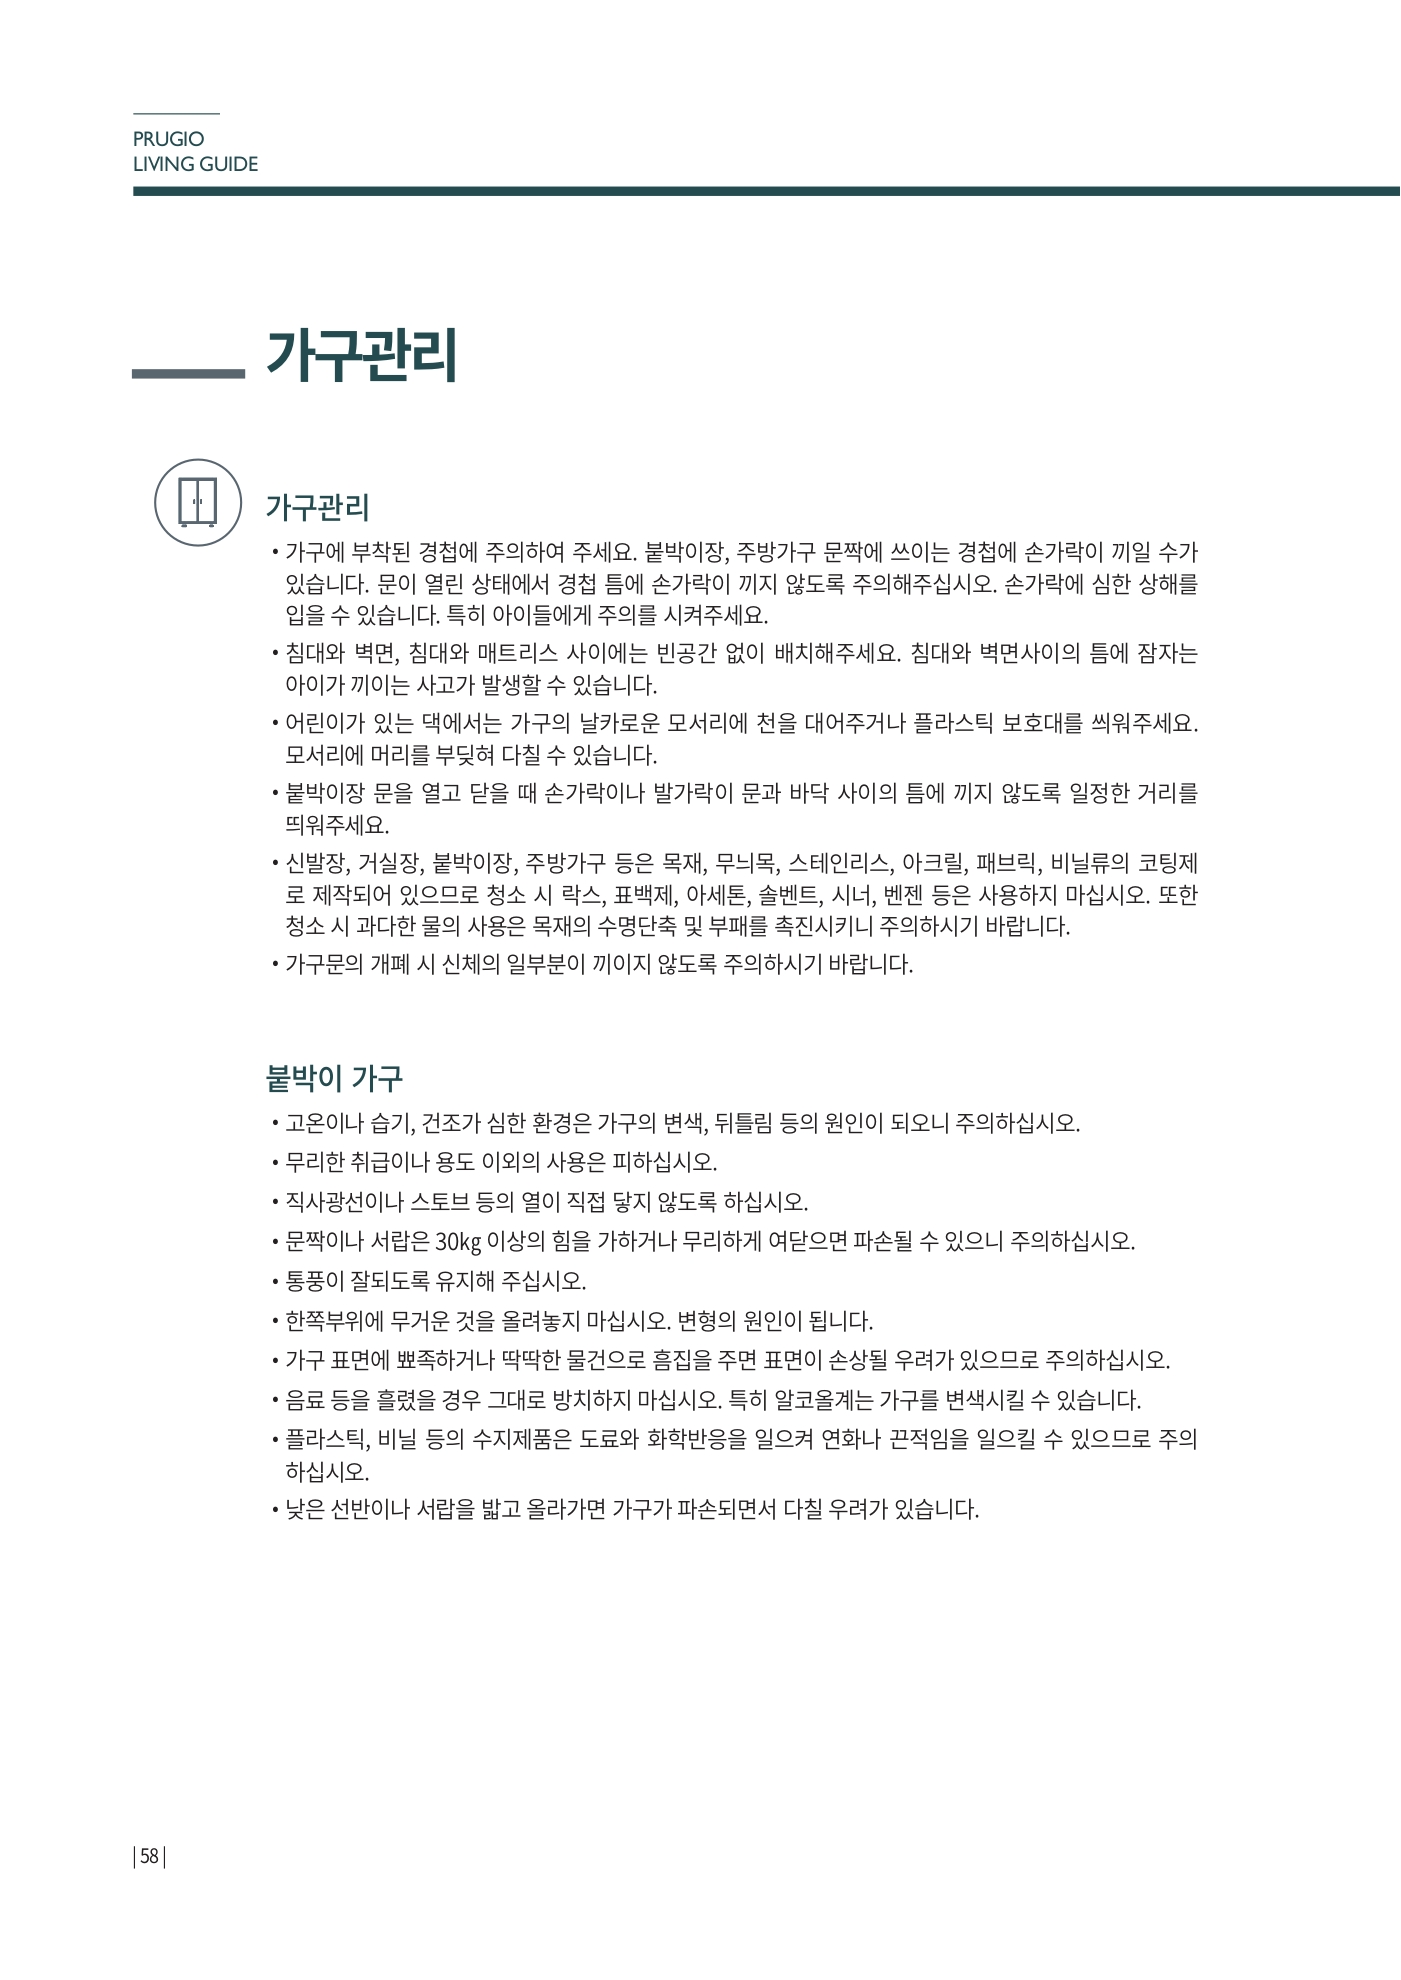 PRUGIO
LIVING GUIDE
가구관리
가구관리
• 가구에 부착된 경첩에 주의하여 주세요. 붙박이장, 주방가구 문짝에 쓰이는 경첩에 손가락이 끼일 수가
있습니다. 문이 열린 상태에서 경첩 틈에 손가락이 끼지 않도록 주의해주십시오. 손가락에 심한 상해를
입을 수 있습니다. 특히 아이들에게 주의를 시켜주세요.
• 침대와 벽면, 침대와 매트리스 사이에는 빈공간 없이 배치해주세요. 침대와 벽면사이의 틈에 잠자는
아이가 끼이는 사고가 발생할 수 있습니다.
• 어린이가 있는 댁에서는 가구의 날카로운 모서리에 천을 대어주거나 플라스틱 보호대를 씌워주세요.
모서리에 머리를 부딪혀 다칠 수 있습니다.
• 붙박이장 문을 열고 닫을 때 손가락이나 발가락이 문과 바닥 사이의 틈에 끼지 않도록 일정한 거리를
띄워주세요.
• 신발장, 거실장, 붙박이장, 주방가구 등은 목재, 무늬목, 스테인리스, 아크릴, 패브릭, 비닐류의 코팅제
로 제작되어 있으므로 청소 시 락스, 표백제, 아세톤, 솔벤트, 시너, 벤젠 등은 사용하지 마십시오. 또한
청소 시 과다한 물의 사용은 목재의 수명단축 및 부패를 촉진시키니 주의하시기 바랍니다.
• 가구문의 개폐 시 신체의 일부분이 끼이지 않도록 주의하시기 바랍니다.
붙박이 가구
• 고온이나 습기, 건조가 심한 환경은 가구의 변색, 뒤틀림 등의 원인이 되오니 주의하십시오.
• 무리한 취급이나 용도 이외의 사용은 피하십시오.
• 직사광선이나 스토브 등의 열이 직접 닿지 않도록 하십시오.
• 문짝이나 서랍은 30kg 이상의 힘을 가하거나 무리하게 여닫으면 파손될 수 있으니 주의하십시오.
• 통풍이 잘되도록 유지해 주십시오.
• 한쪽부위에 무거운 것을 올려놓지 마십시오. 변형의 원인이 됩니다.
• 가구 표면에 뾰족하거나 딱딱한 물건으로 흠집을 주면 표면이 손상될 우려가 있으므로 주의하십시오.
• 음료 등을 흘렸을 경우 그대로 방치하지 마십시오. 특히 알코올계는 가구를 변색시킬 수 있습니다.
• 플라스틱, 비닐 등의 수지제품은 도료와 화학반응을 일으켜 연화나 끈적임을 일으킬 수 있으므로 주의
하십시오.
• 낮은 선반이나 서랍을 밟고 올라가면 가구가 파손되면서 다칠 우려가 있습니다.
| 58 |